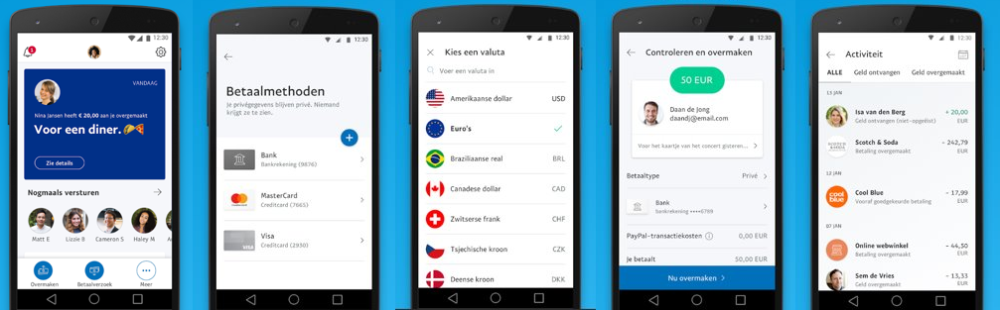 12:30
1
VANDAAG
Nina Jansen heeft € 20,00 aan je overgemaakt
Voor een diner.
Zie details
Nogmaals versturen
Matt E
Lizzie B
Cameron S
Haley M
Overmaken
Betaalverzoek
Meer
12:30
Betaalmethoden
Je privégegevens blijven privé. Niemand
krijgt ze te zien.
Bank
Bankrekening (9876)
MasterCard
Creditcard (7665)
VISA
Visa
Creditcard (2930)
12:30
Kies een valuta
Voer een valuta in
Amerikaanse dollar USD
Euro's
Braziliaanse real BRL
Canadese dollar CAD
Zwitserse frank CHF
Tsjechische kroon CZK
Deense kroon DKK
12:30
Controleren en overmaken
50 EUR
Daan de Jong
daandj@email.com
Voor het kaartje van het concert gisteren...
Betaaltype Privé
Bank
bankrekening ••••6789
PayPal-transactiekosten 0,00 EUR
Je betaalt 50,00 EUR
Nu overmaken
12:30
Activiteit
ALLE Geld ontvangen Geld overgemaakt
13 JAN
Isa van den Berg + 20,00
Geld ontvangen (niet-opgeëist) EUR
Scotch & Soda - 242,79
Betaling overgemaakt EUR
12 JAN
cool
blue
Cool Blue - 17,99
Vooraf goedgekeurde betaling EUR
07 JAN
Online webwinkel - 44,50
Betaling overgemaakt EUR
Sem de Vries - 13,33
Geld overgemaakt EUR